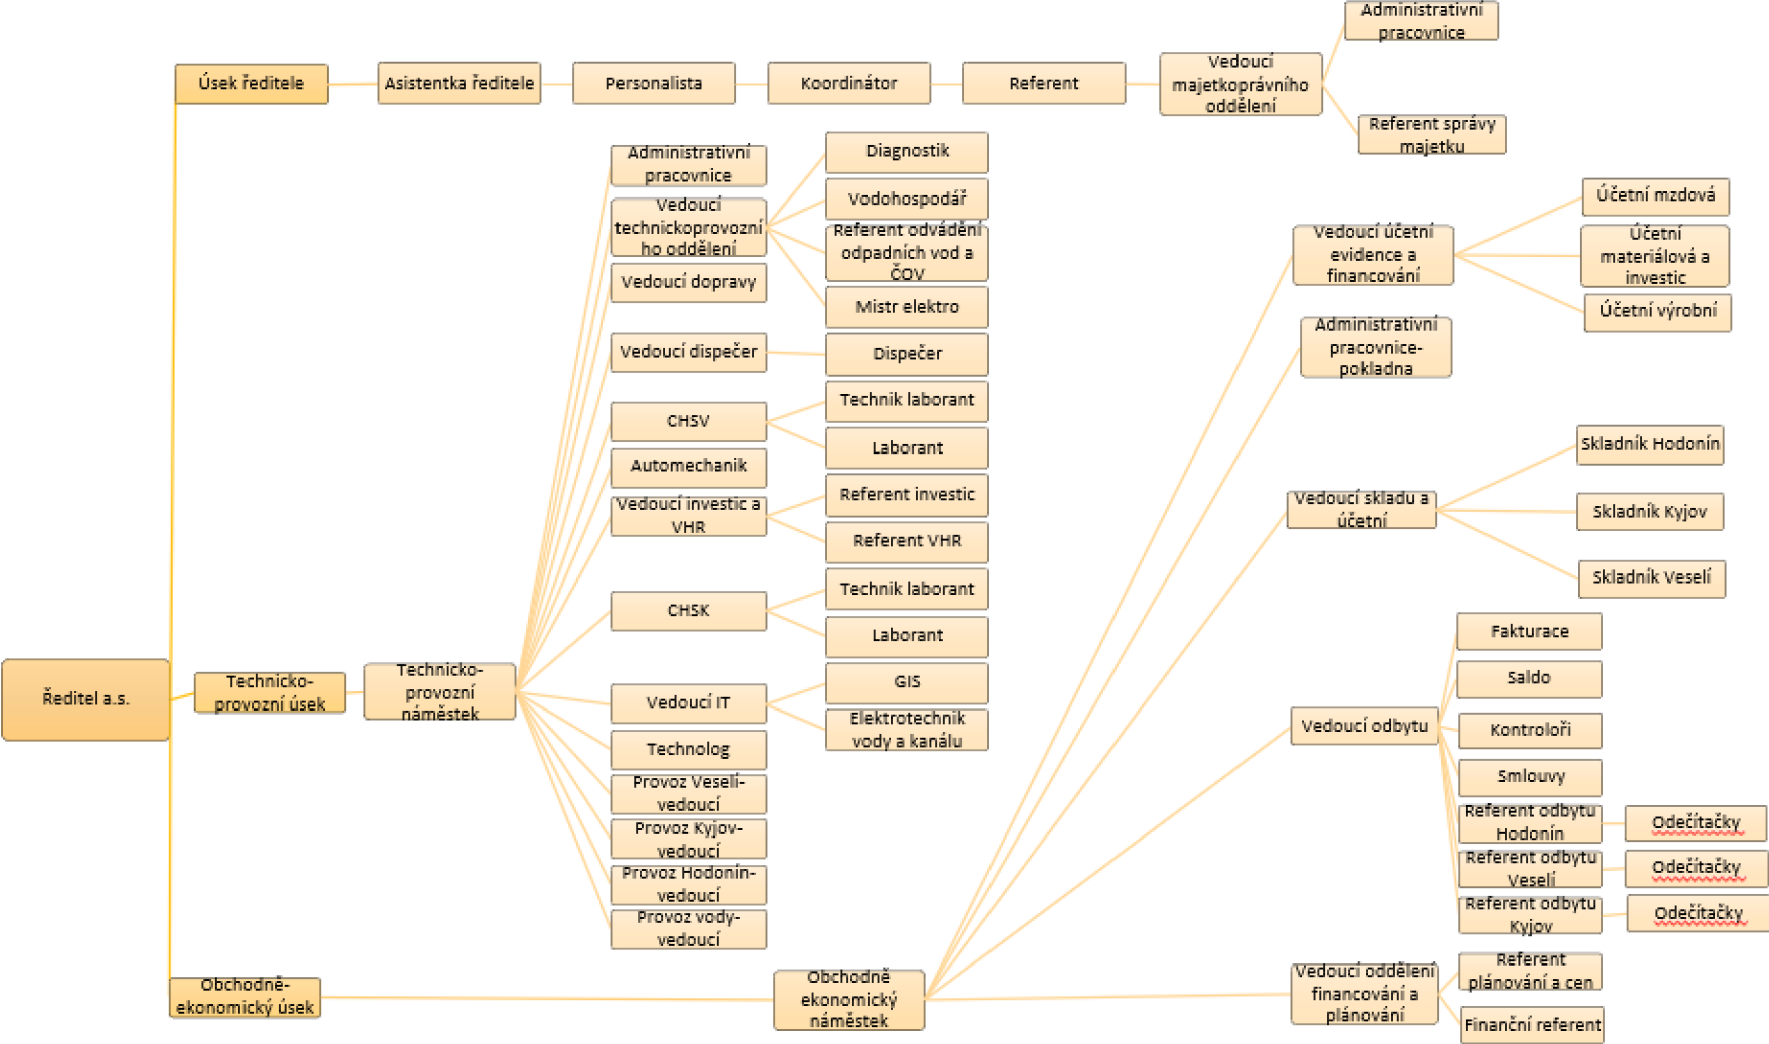 Administrativní
pracovnice
Úsek ředitele
Asistentka ředitele
Personalista
Koordinátor
Referent
Vedoucí
majetkoprávního
oddělení
Referent správy
majetku
Administrativní
pracovnice
Vedoucí
technickoprovozní
ho oddělení
Vedoucí dopravy
Vedoucí dispečer
CHSV
Automechanik
Vedoucí investic a
VHR
CHSK
Vedoucí IT
Technolog
Provoz Veselí-
vedoucí
Provoz Kyjov-
vedoucí
Provoz Hodonín-
vedoucí
Provoz vody-
vedoucí
Diagnostik
Vodohospodář
Referent odvádění
odpadních vod a
ČOV
Mistr elektro
Dispečer
Technik laborant
Laborant
Referent investic
Referent VHR
Technik laborant
Laborant
GIS
Elektrotechnik
vody a kanálu
Ředitel a.s.
Technicko-
provozní úsek
Technicko-
provozní
náměstek
Obchodně-
ekonomický úsek
Obchodně
ekonomický
náměstek
Vedoucí účetní
evidence a
financování
Účetní mzdová
Účetní
materiálová a
investic
Účetní výrobní
Administrativní
pracovnice-
pokladna
Vedoucí skladu a
účetní
Skladník Hodonín
Skladník Kyjov
Skladník Veselí
Vedoucí odbytu
Fakturace
Saldo
Kontroloři
Smlouvy
Referent odbytu
Hodonín
Odečítačky
Referent odbytu
Veselí
Odečítačky
Referent odbytu
Kyjov
Odečítačky
Vedoucí oddělení
financování a
plánování
Referent
plánování a cen
Finanční referent